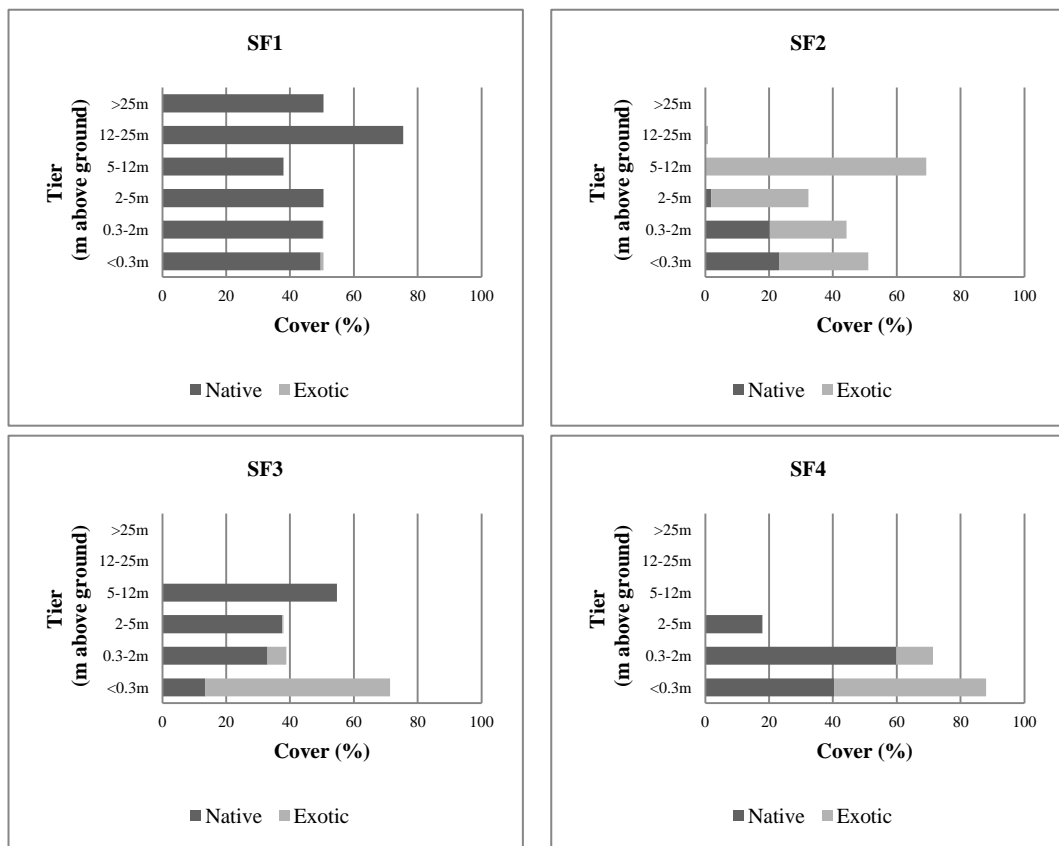 SF1
Tier
(m above ground)
>25m
12-25m
5-12m
2-5m
0.3-2m
<0.3m
0 20 40 60 80 100
Cover (%)
Native Exotic
SF2
Tier
(m above ground)
>25m
12-25m
5-12m
2-5m
0.3-2m
<0.3m
0 20 40 60 80 100
Cover (%)
Native Exotic
SF3
Tier
(m above ground)
>25m
12-25m
5-12m
2-5m
0.3-2m
<0.3m
0 20 40 60 80 100
Cover (%)
Native Exotic
SF4
Tier
(m above ground)
>25m
12-25m
5-12m
2-5m
0.3-2m
<0.3m
0 20 40 60 80 100
Cover (%)
Native Exotic